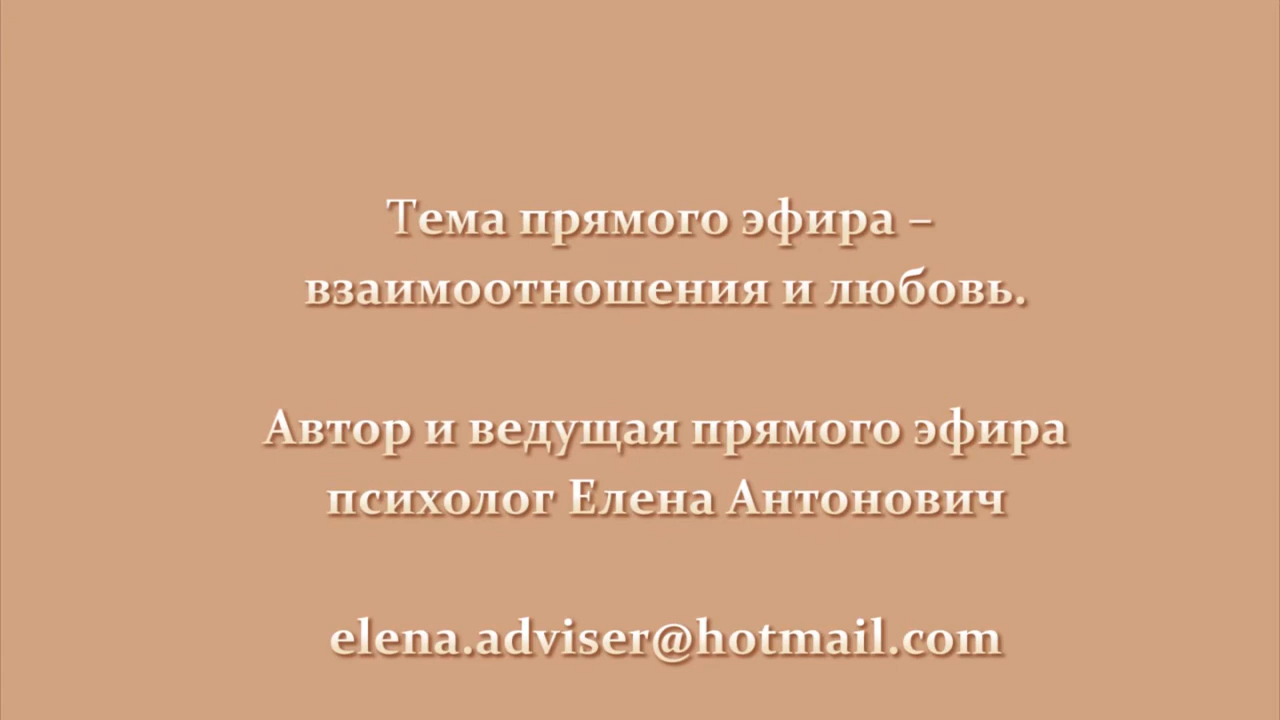 Тема прямого эфира –
взаимоотношения и любовь.
Автор и ведущая прямого эфира
психолог Елена Антонович
elena.adviser@hotmail.com